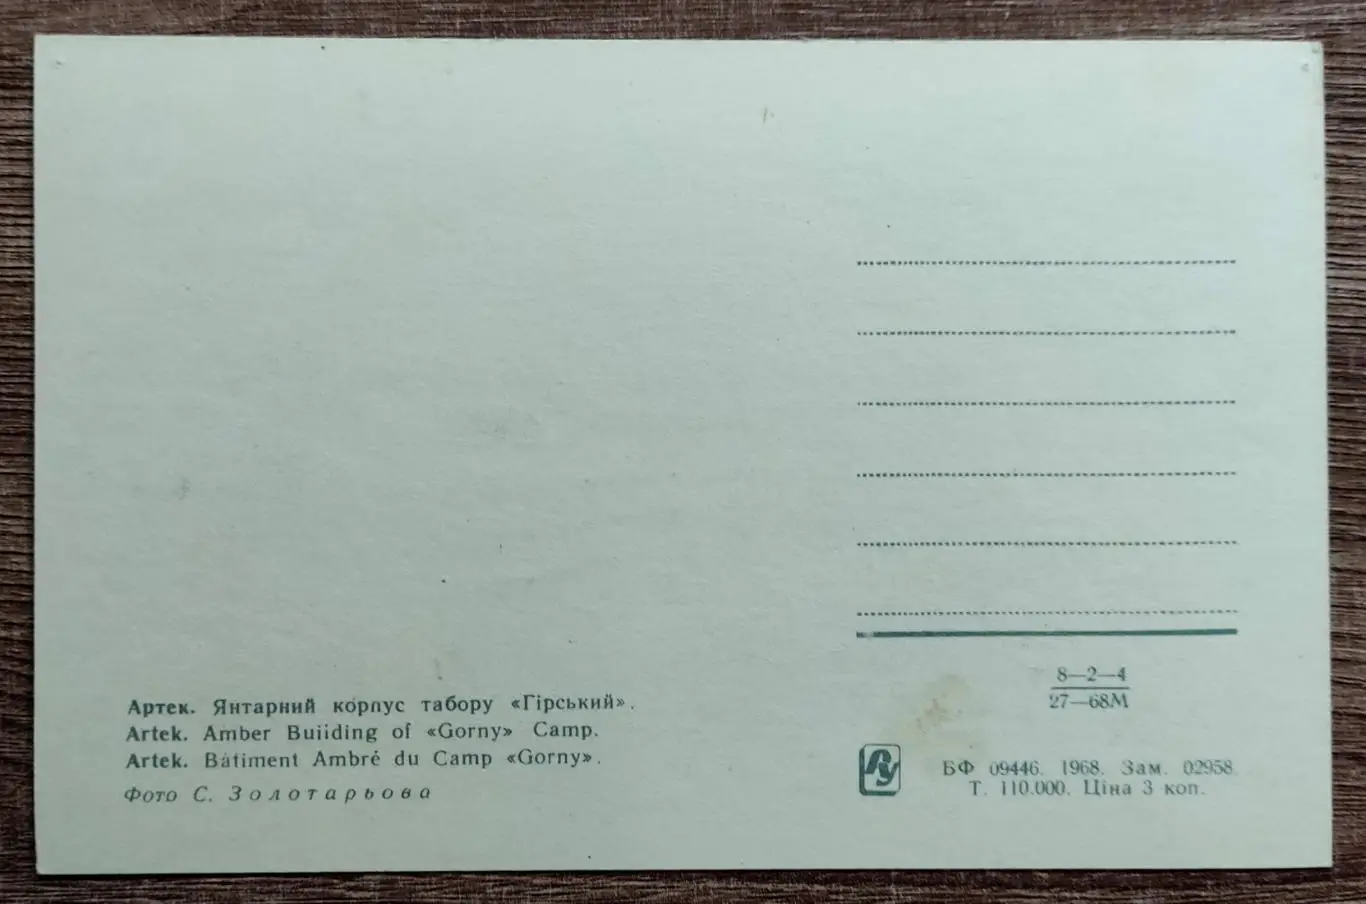 Артек. Янтарний корпус табору «Гірський».
Artek. Amber Buiiding of «Gorny» Camp.
Artek. Bâtiment Ambré du Camp «Gorny».
Фото С. Золотарьова
8—2—4
27—68М
РУ
БФ 09446. 1968. Зам. 02958.
Т. 110.000. Ціна 3 коп.